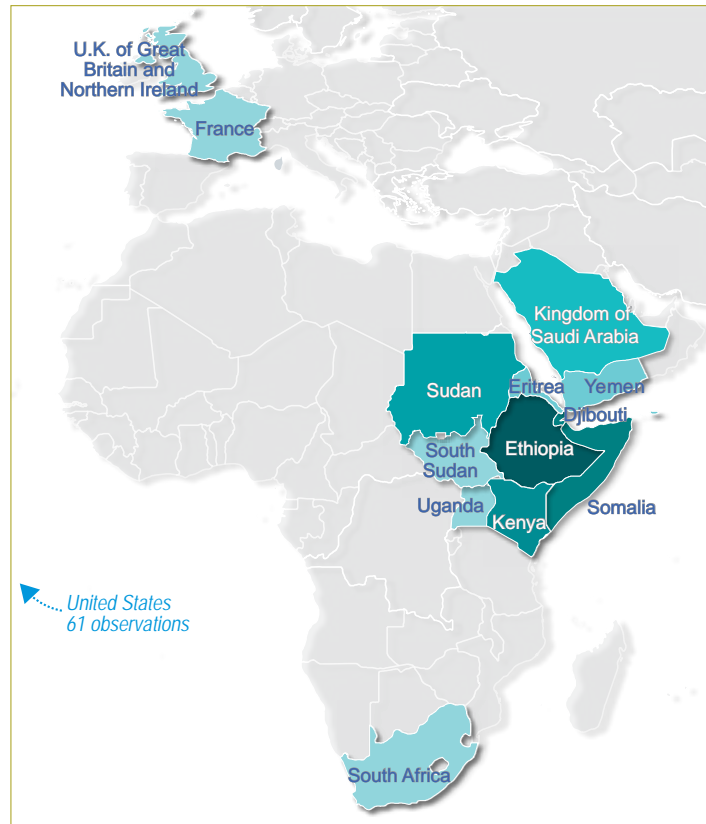 U.K. of Great
Britain and
Northern Ireland
France
Kingdom of
Saudi Arabia
Sudan
Eritrea
Yemen
Djibouti
Ethiopia
South
Sudan
Uganda
Kenya
Somalia
United States
61 observations
South Africa